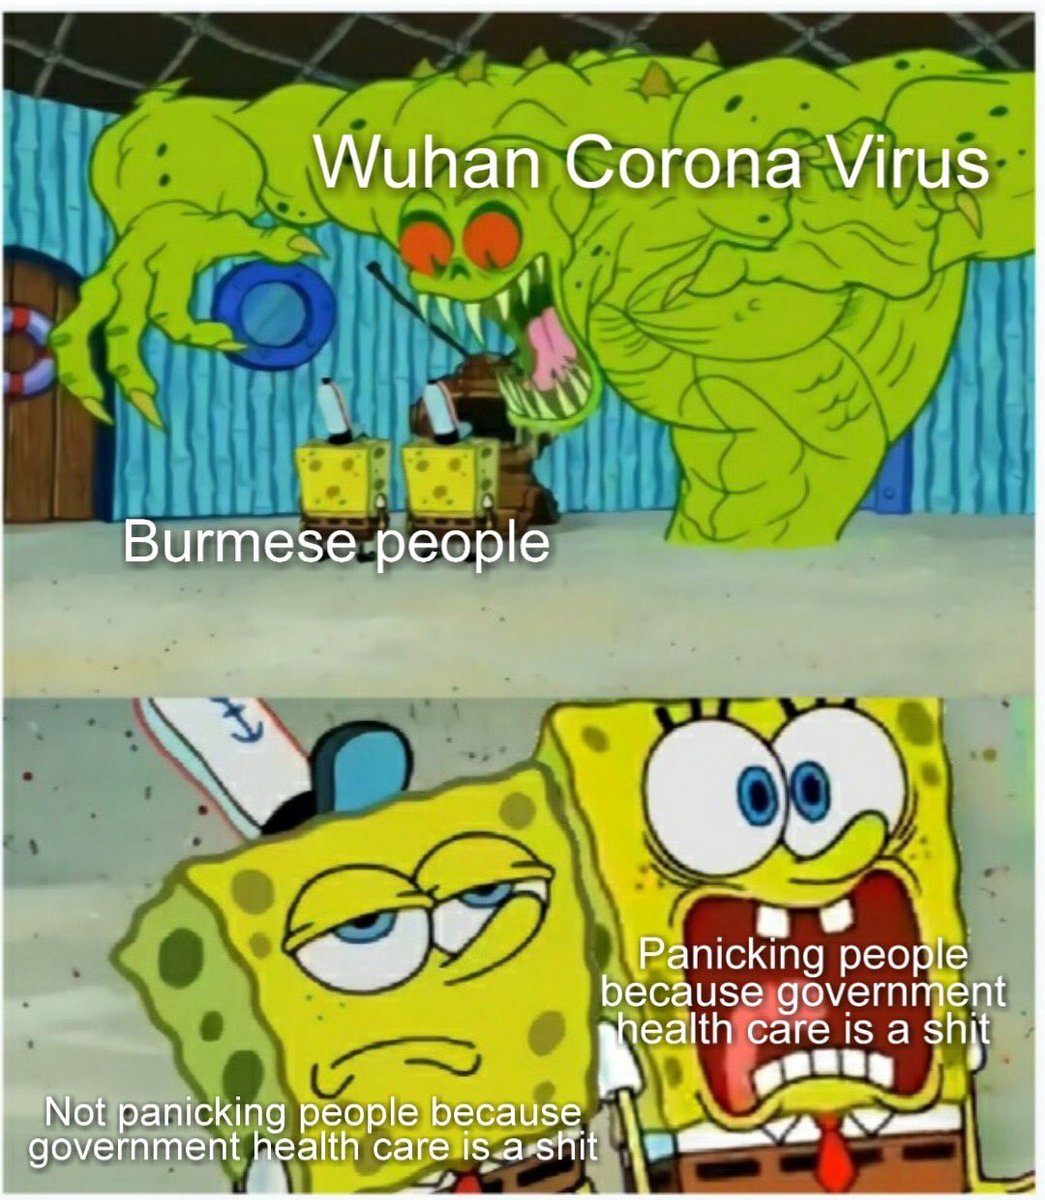 Wuhan Corona Virus
Burmese people
Panicking people
because government
health care is a shit
Not panicking people because
government health care is a shit